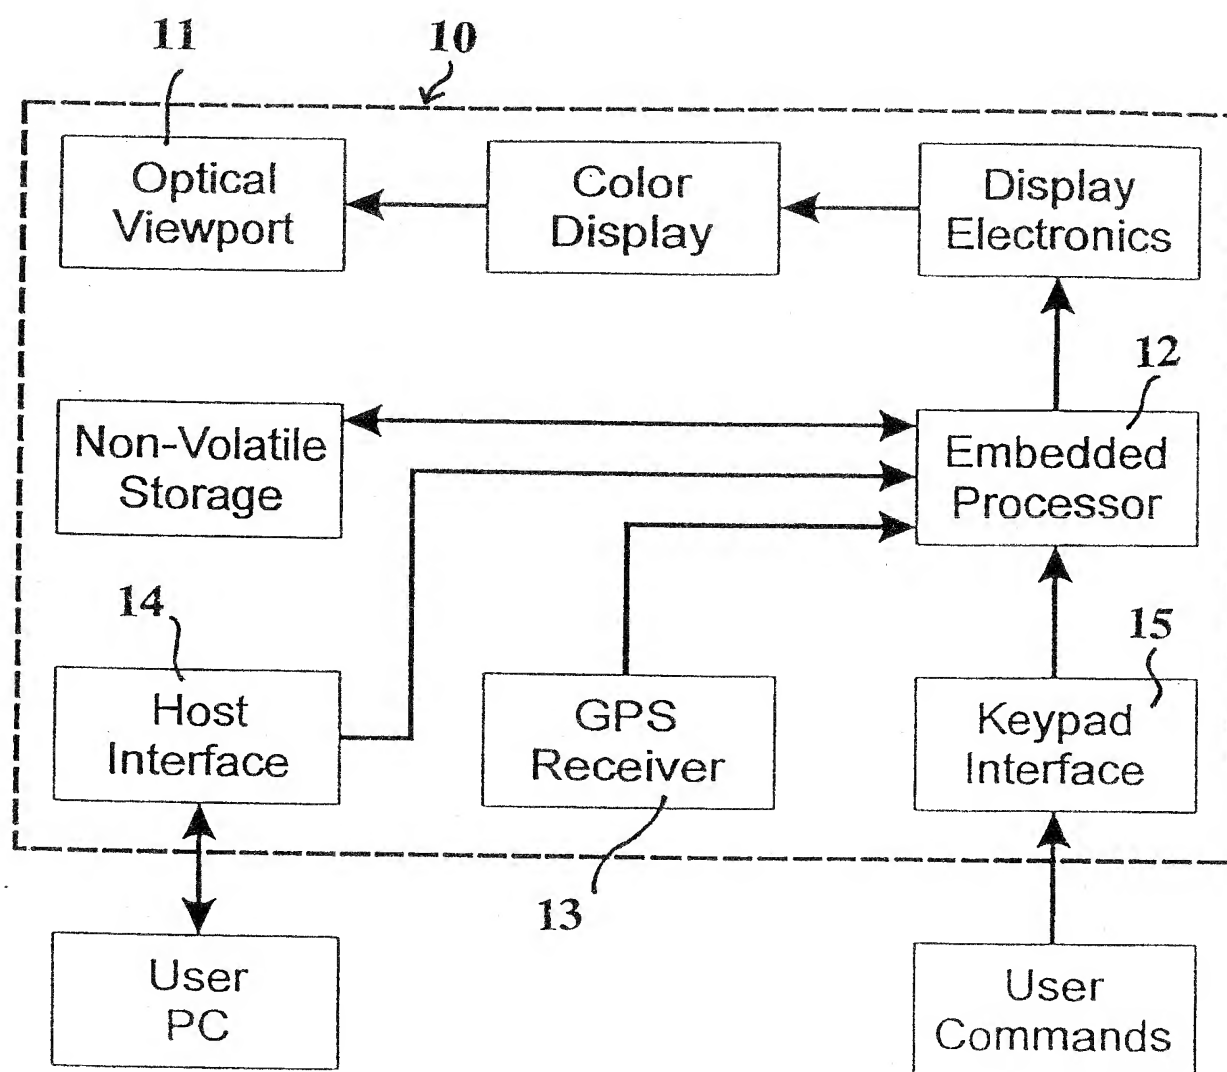 11
10
Optical
Viewport
Color
Display
Display
Electronics
12
Non-Volatile
Storage
Embedded
Processor
14
15
Host
Interface
GPS
Receiver
Keypad
Interface
13
User
PC
User
Commands